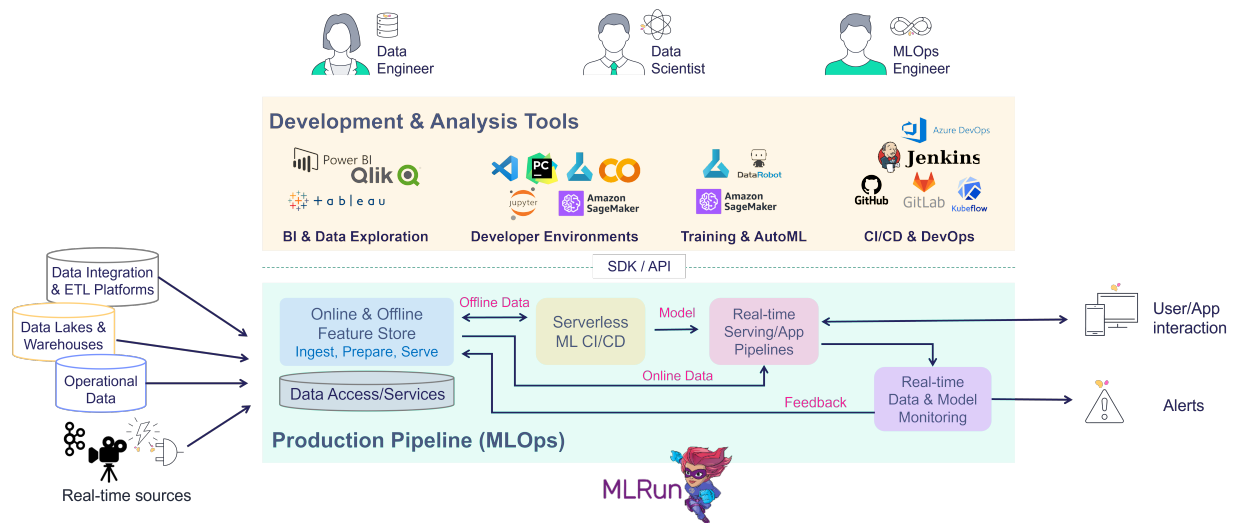 Data
Engineer
Data
Scientist
MLOps
Engineer
Development & Analysis Tools
Power BI
Qlik
+ableau
PC
jupyter
Amazon
SageMaker
DataRobot
Amazon
SageMaker
Azure DevOps
Jenkins
GitHub
GitLab
Kubeflow
BI & Data Exploration
Developer Environments
Training & AutoML
CI/CD & DevOps
SDK / API
Data Integration
& ETL Platforms
Data Lakes &
Warehouses
Operational
Data
Real-time sources
Online & Offline
Feature Store
Ingest, Prepare, Serve
Data Access/Services
Offline Data
Serverless
ML CI/CD
Model
Real-time
Serving/App
Pipelines
Online Data
Feedback
Real-time
Data & Model
Monitoring
Production Pipeline (MLOps)
User/App
interaction
Alerts
MLRun